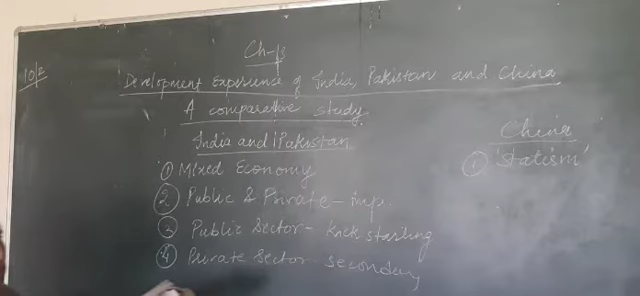 10/2
Ch-18
Development Experience of India, Pakistan and China
A comparative study
India and Pakistan
① Mixed Economy
② Public & Private - imp.
③ Public Sector - Kick starting
④ Private Sector - secondary
China
① 'Statism'